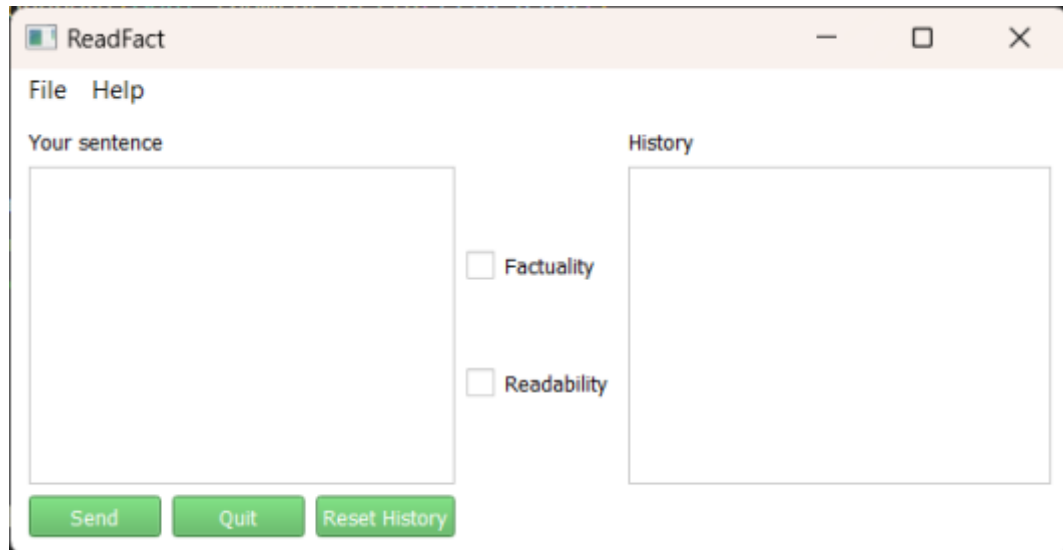 ReadFact
File Help
Your sentence
History
Factuality
Readability
Send Quit Reset History